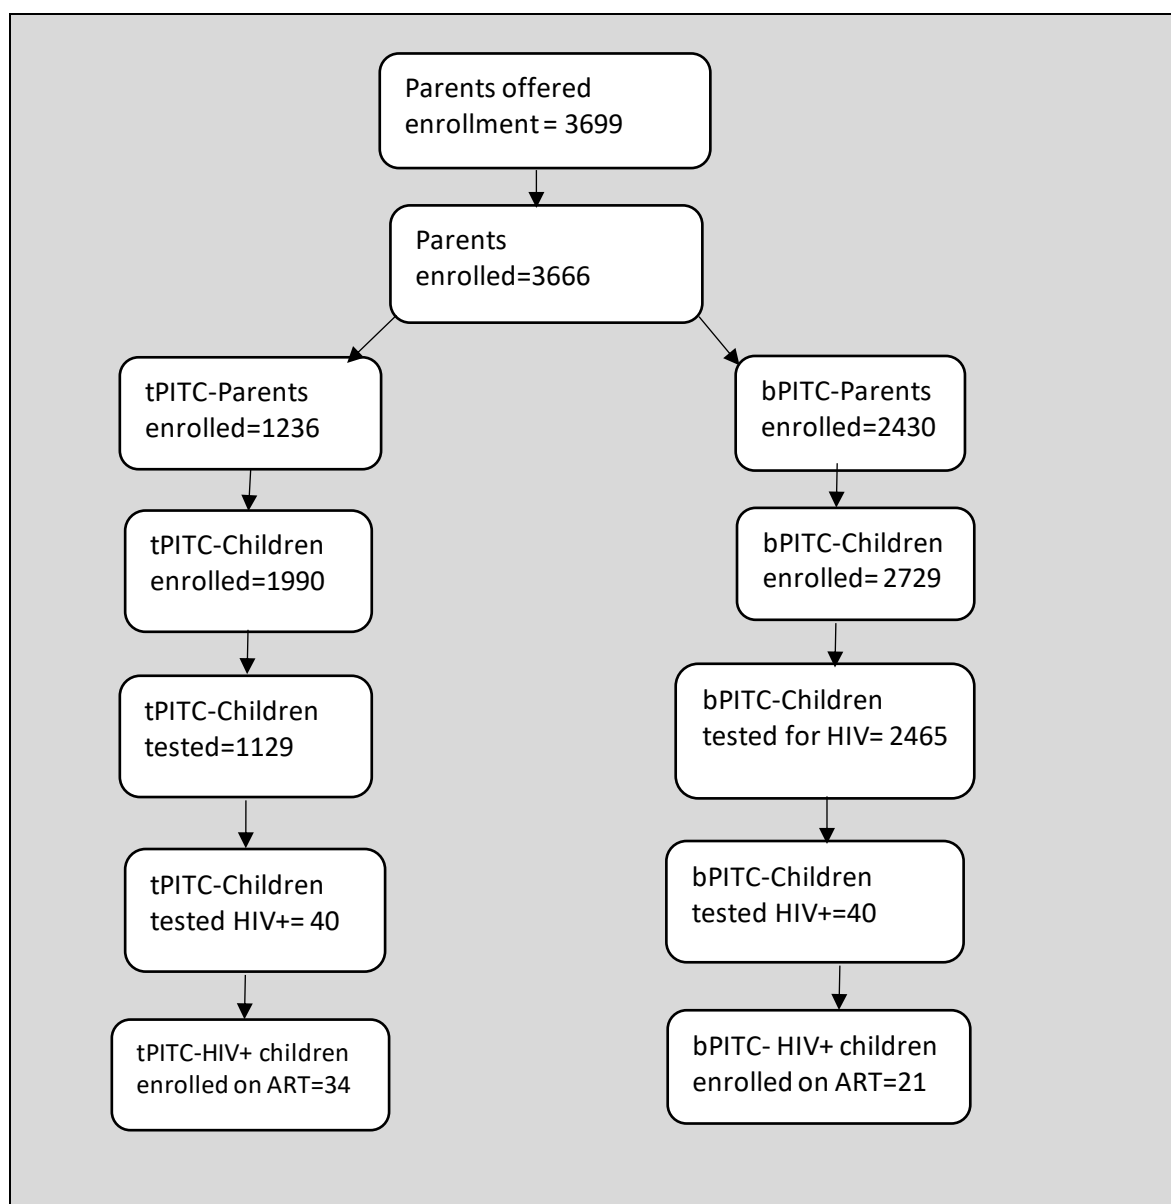 Parents offered
enrollment = 3699
Parents
enrolled=3666
tPITC-Parents
enrolled=1236
tPITC-Children
enrolled=1990
tPITC-Children
tested=1129
tPITC-Children
tested HIV+= 40
tPITC-HIV+ children
enrolled on ART=34
bPITC-Parents
enrolled=2430
bPITC-Children
enrolled= 2729
bPITC-Children
tested for HIV= 2465
bPITC-Children
tested HIV+=40
bPITC- HIV+ children
enrolled on ART=21